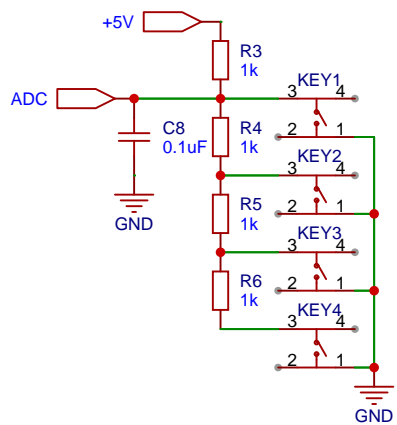 +5V
R3
1k
ADC
KEY1
3 4
2 1
C8
0.1uF
R4
1k
KEY2
3 4
2 1
GND
R5
1k
KEY3
3 4
2 1
R6
1k
KEY4
3 4
2 1
GND